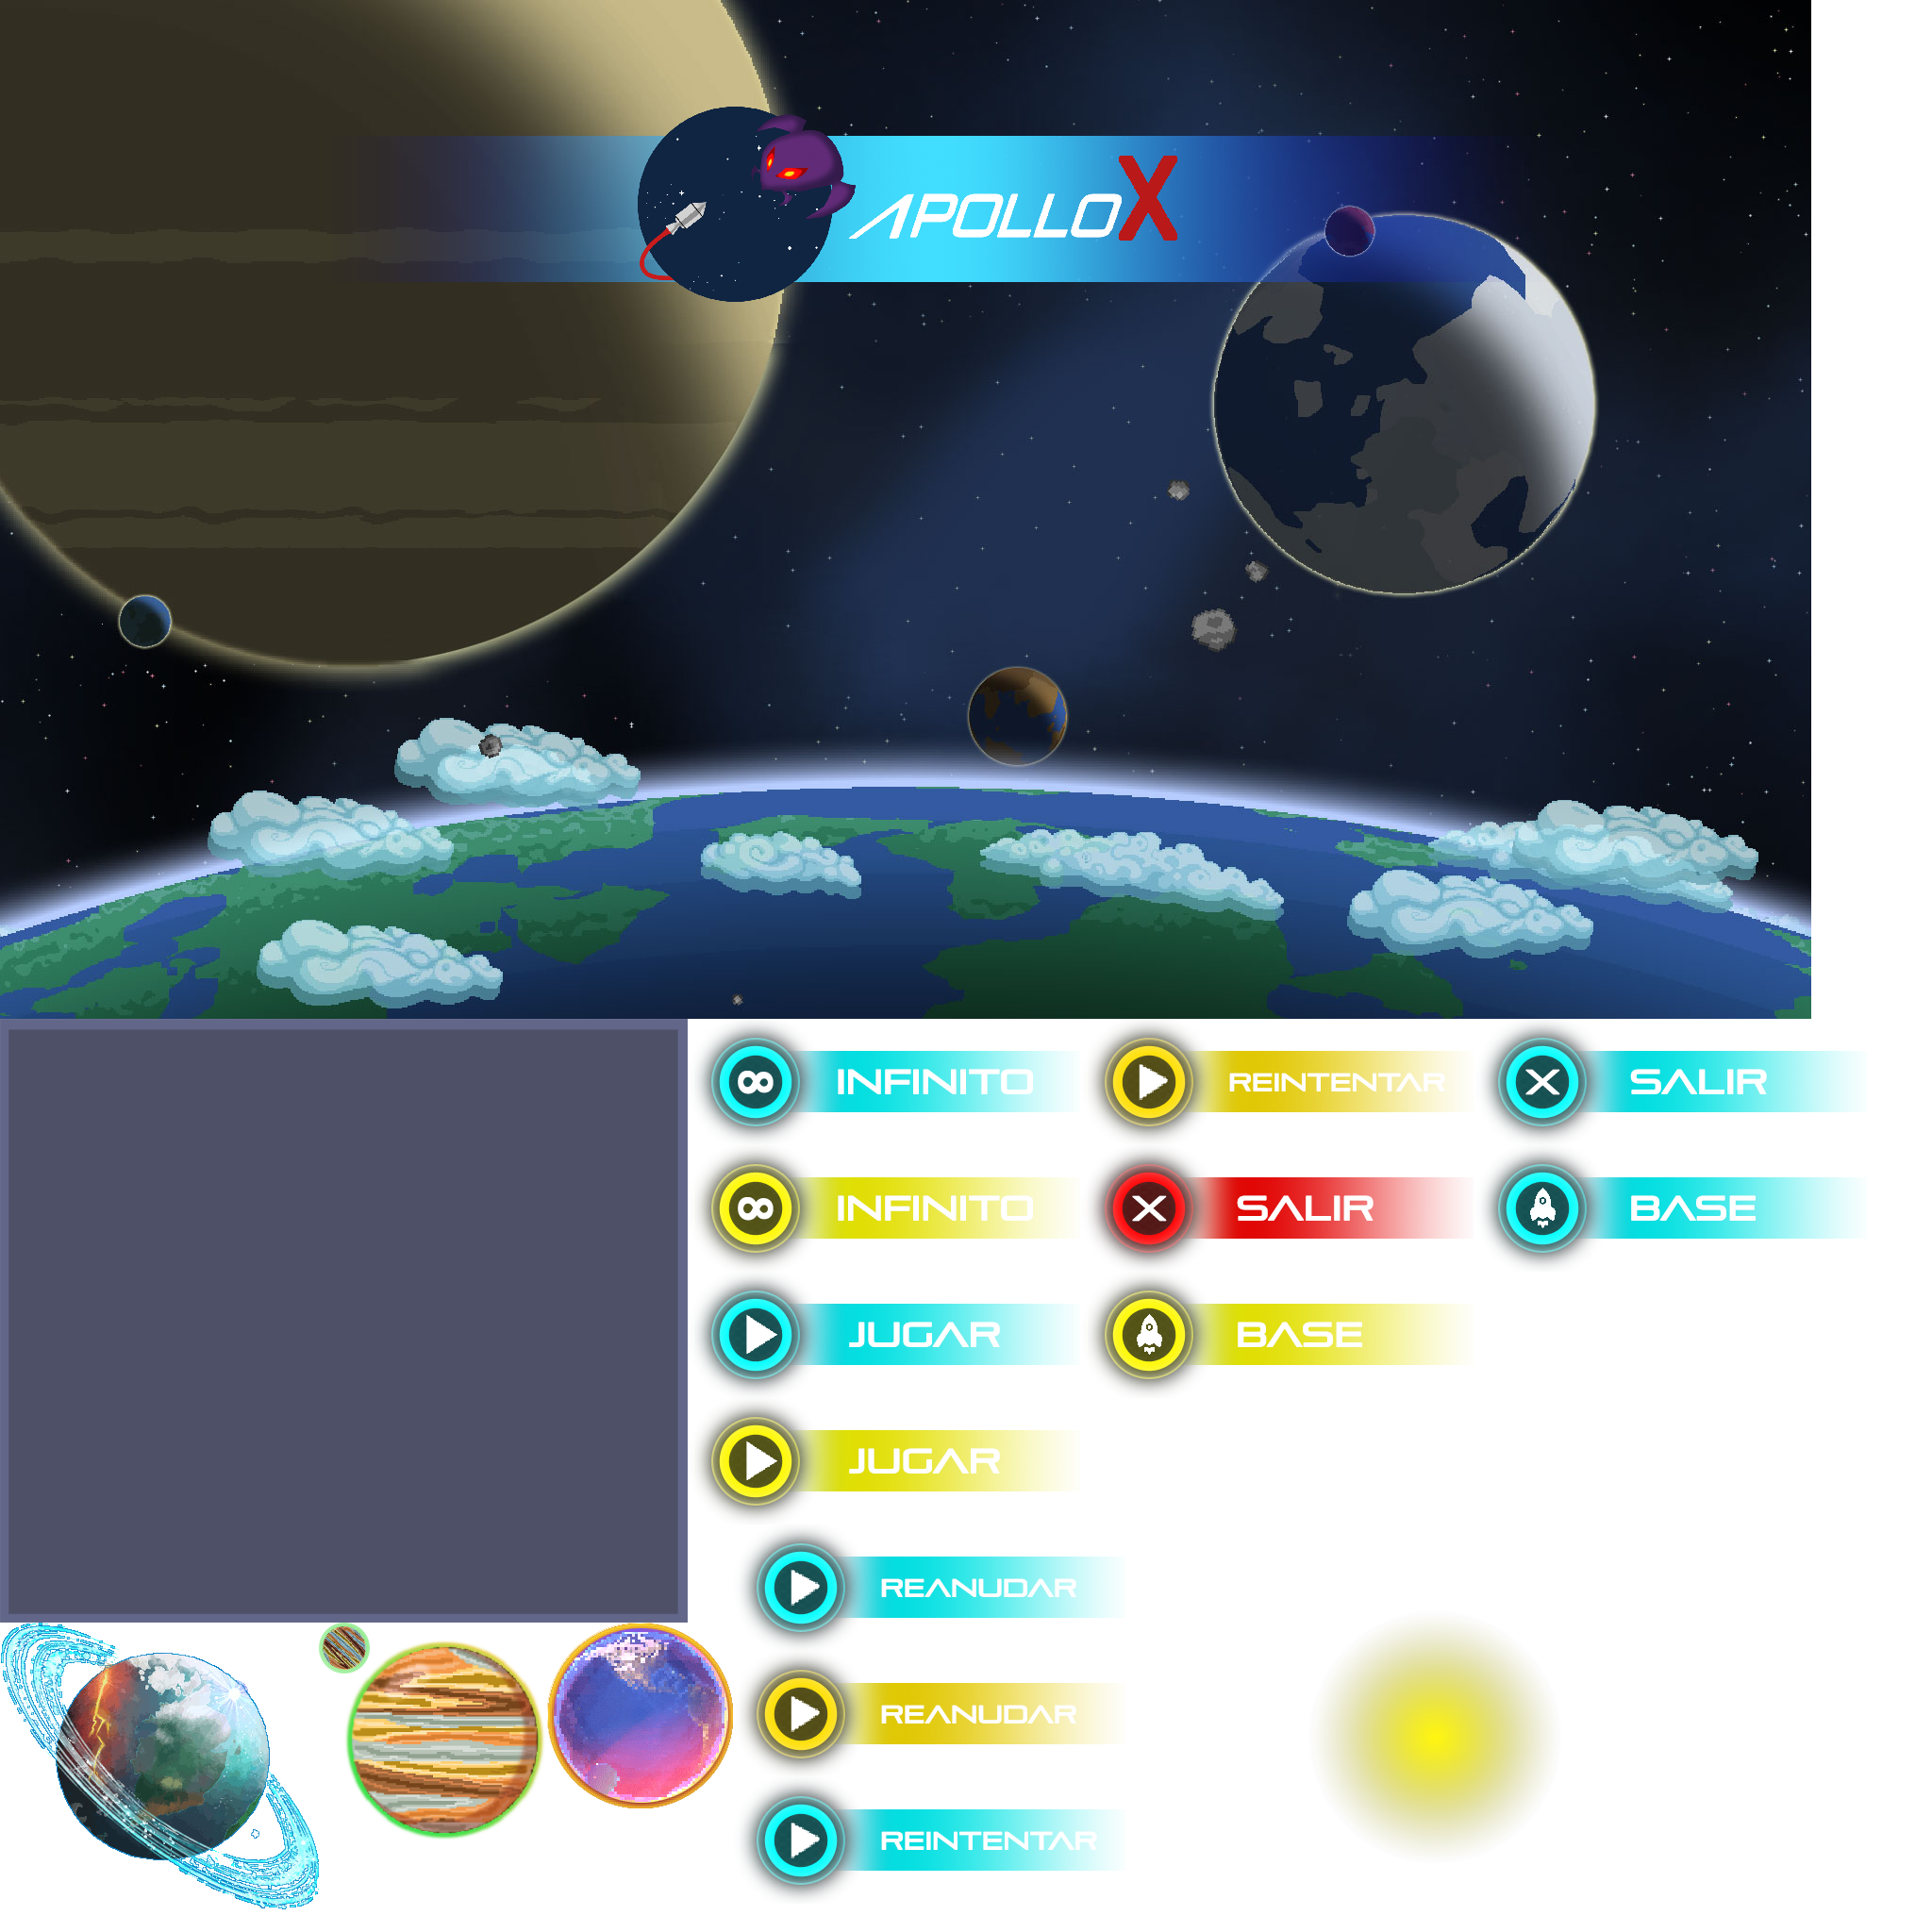 APOLLOX
INFINITO
REINTENTAR
SALIR
INFINITO
SALIR
BASE
JUGAR
BASE
JUGAR
REANUDAR
REANUDAR
REINTENTAR